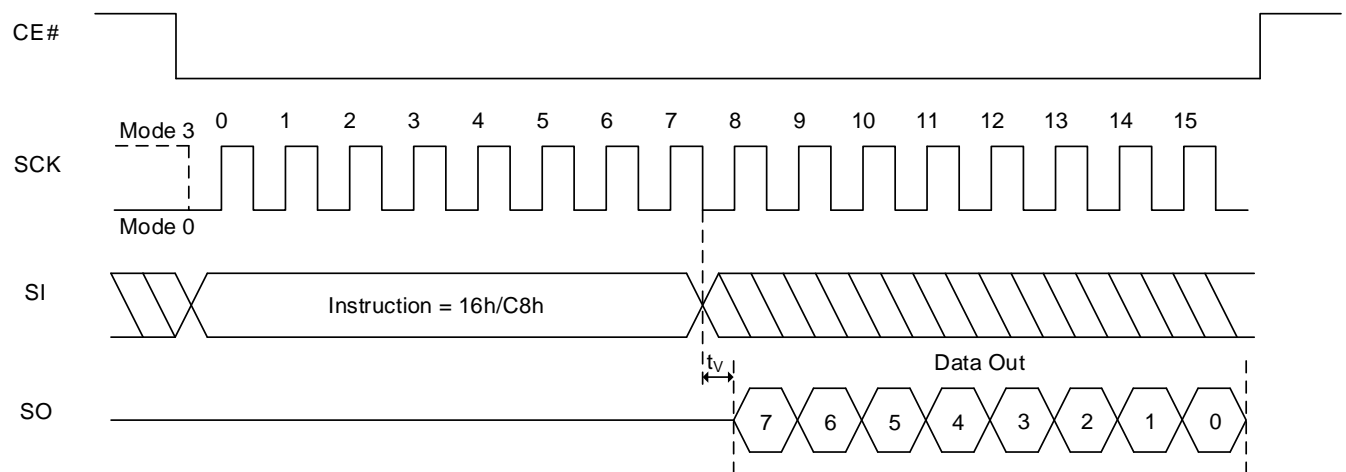 CE#
Mode 3 0 1 2 3 4 5 6 7 8 9 10 11 12 13 14 15
SCK
Mode 0
SI
Instruction = 16h/C8h
tV Data Out
SO
7 6 5 4 3 2 1 0